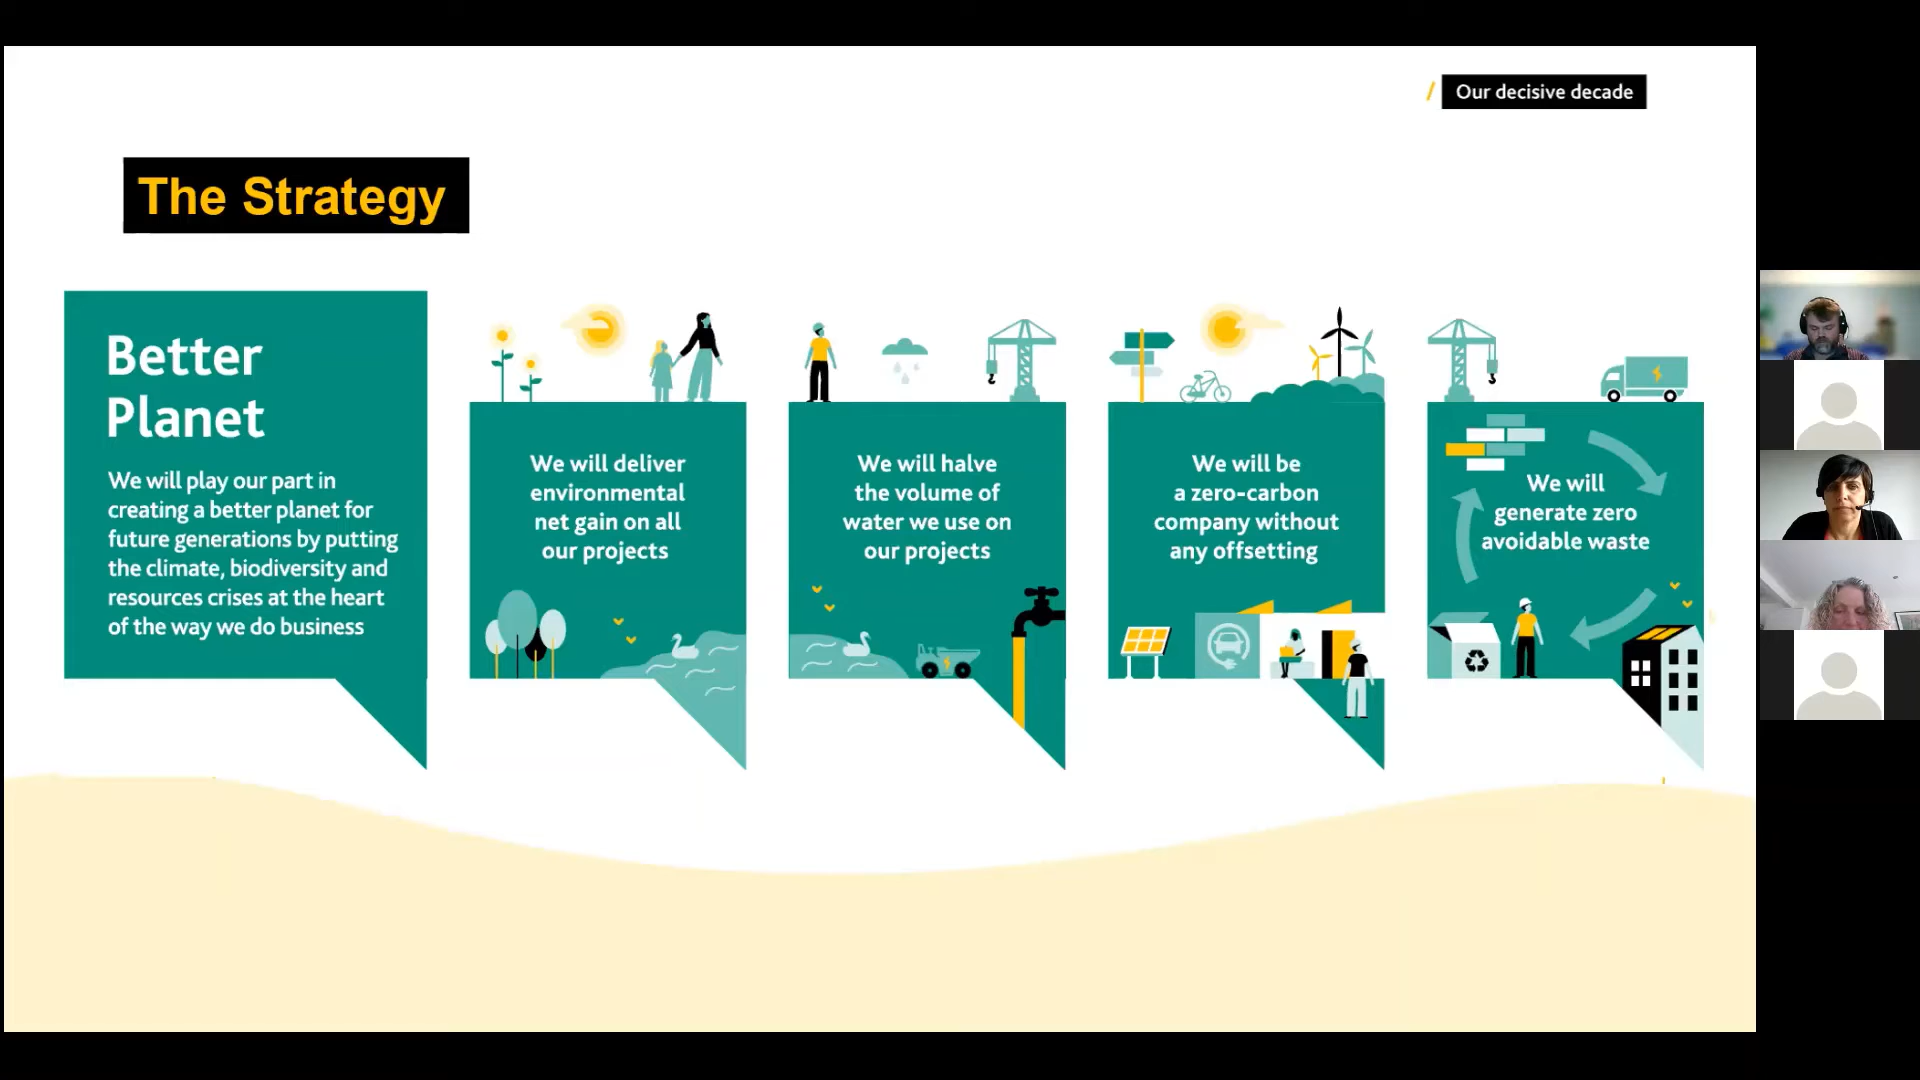 / Our decisive decade
The Strategy
Better
Planet
We will play our part in
creating a better planet for
future generations by putting
the climate, biodiversity and
resources crises at the heart
of the way we do business
We will deliver
environmental
net gain on all
our projects
We will halve
the volume of
water we use on
our projects
We will be
a zero-carbon
company without
any offsetting
We will
generate zero
avoidable waste